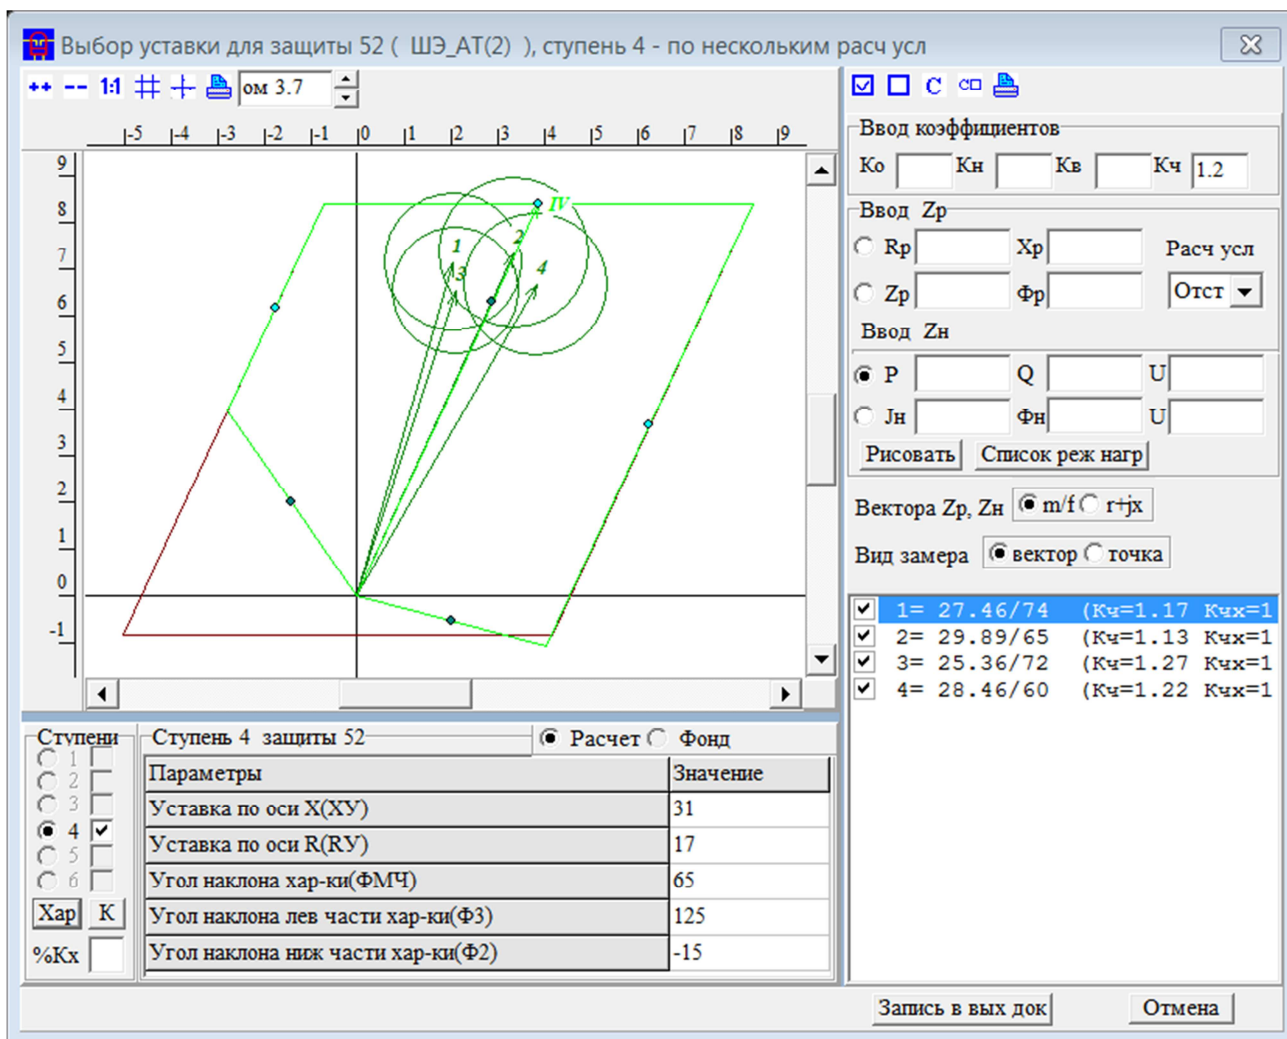 Выбор уставки для защиты 52 ( ШЭ_АТ(2) ), ступень 4 - по нескольким расч усл
++ -- 1:1 ом 3.7
-5 -4 -3 -2 -1 0 1 2 3 4 5 6 7 8 9
9
8
7
6
5
4
3
2
1
0
-1
IV
1
2
3
4
С С
Ввод коэффициентов
Ко Кн Кв Кч 1.2
Ввод Zp
Rp Xp Расч усл
Zp Фр Отст
Ввод Zн
P Q U
Jн Фн U
Рисовать Список реж нагр
Вектора Zp, Zн m/f r+jx
Вид замера вектор точка
1= 27.46/74 (Кч=1.17 Кчх=1
2= 29.89/65 (Кч=1.13 Кчх=1
3= 25.36/72 (Кч=1.27 Кчх=1
4= 28.46/60 (Кч=1.22 Кчх=1
Ступени
1
2
3
4
5
6
Хар К
%Кх
Ступень 4 защиты 52 Расчет Фонд
Параметры Значение
Уставка по оси X(ХУ) 31
Уставка по оси R(RУ) 17
Угол наклона хар-ки(ФМЧ) 65
Угол наклона лев части хар-ки(Ф3) 125
Угол наклона ниж части хар-ки(Ф2) -15
Запись в вых док Отмена